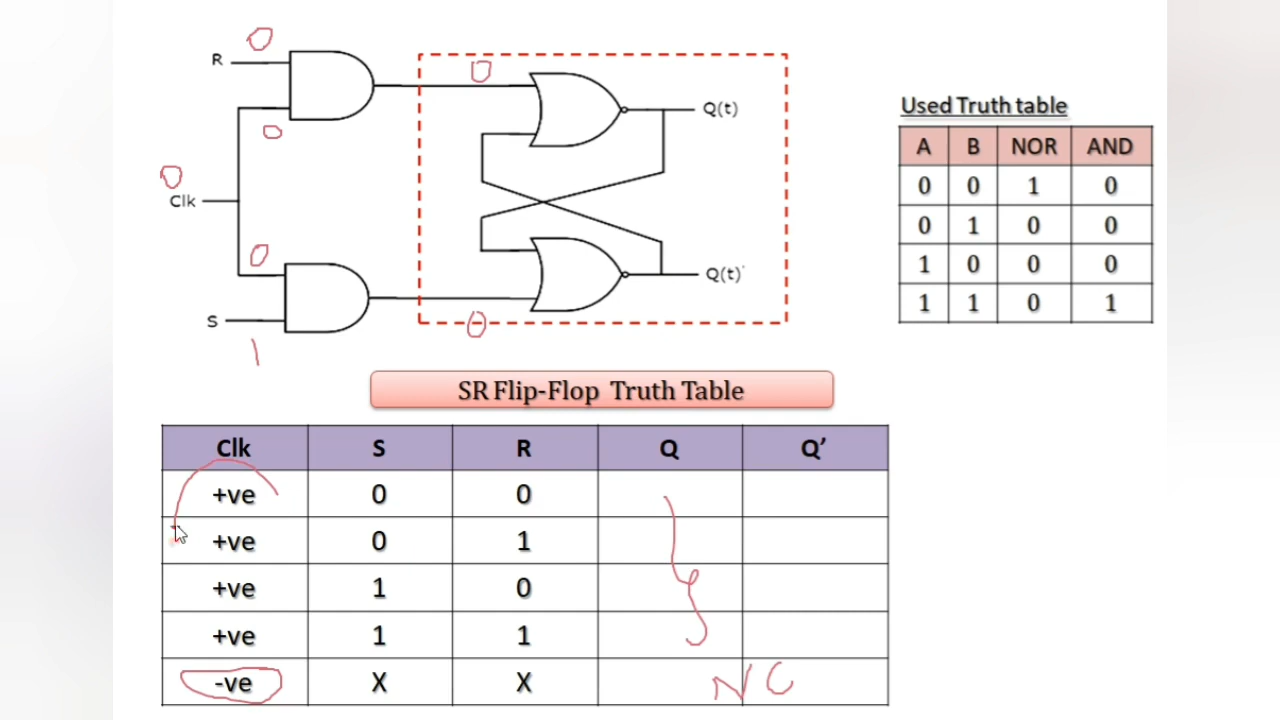 0
R
0
Q(t)
0
0
Clk
0
Q(t)'
S
0
1
Used Truth table
A B NOR AND
0 0 1 0
0 1 0 0
1 0 0 0
1 1 0 1
SR Flip-Flop Truth Table
Clk S R Q Q’
+ve 0 0
+ve 0 1
+ve 1 0
+ve 1 1
-ve X X NC